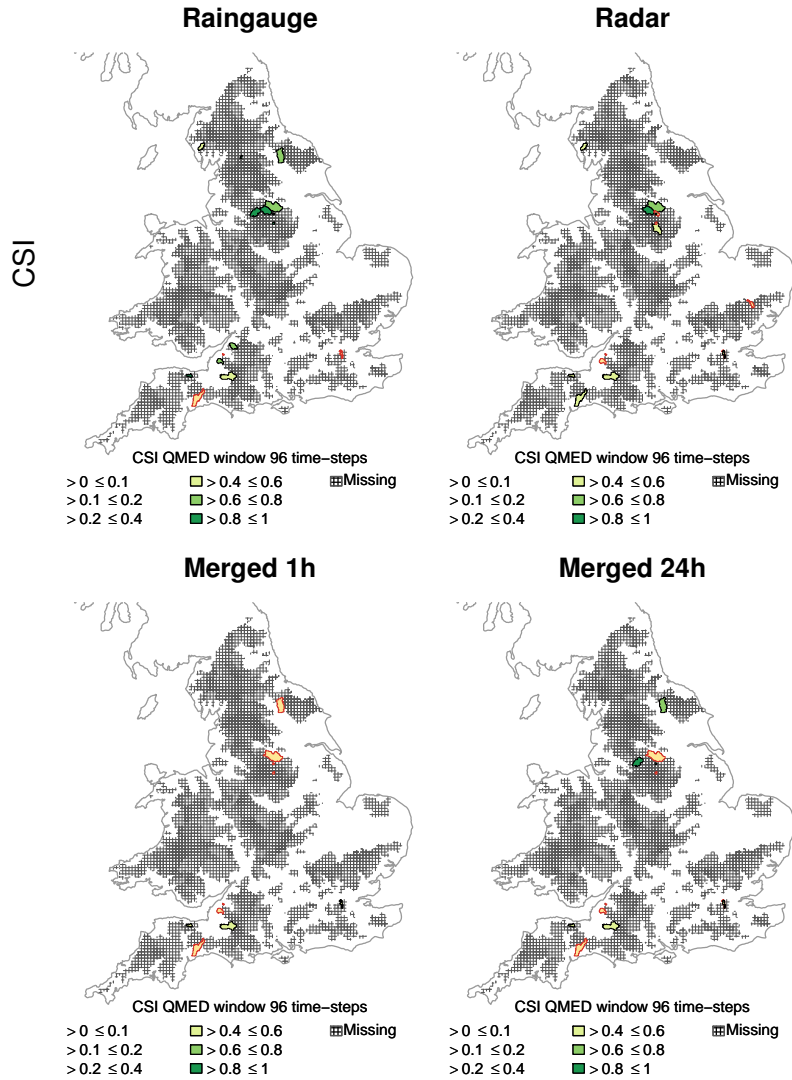 Raingauge
Radar
CSI
CSI QMED window 96 time−steps
> 0 ≤ 0.1
> 0.4 ≤ 0.6
Missing
> 0.1 ≤ 0.2
> 0.6 ≤ 0.8
> 0.2 ≤ 0.4
> 0.8 ≤ 1
CSI QMED window 96 time−steps
> 0 ≤ 0.1
> 0.4 ≤ 0.6
Missing
> 0.1 ≤ 0.2
> 0.6 ≤ 0.8
> 0.2 ≤ 0.4
> 0.8 ≤ 1
Merged 1h
Merged 24h
CSI QMED window 96 time−steps
> 0 ≤ 0.1
> 0.4 ≤ 0.6
Missing
> 0.1 ≤ 0.2
> 0.6 ≤ 0.8
> 0.2 ≤ 0.4
> 0.8 ≤ 1
CSI QMED window 96 time−steps
> 0 ≤ 0.1
> 0.4 ≤ 0.6
Missing
> 0.1 ≤ 0.2
> 0.6 ≤ 0.8
> 0.2 ≤ 0.4
> 0.8 ≤ 1